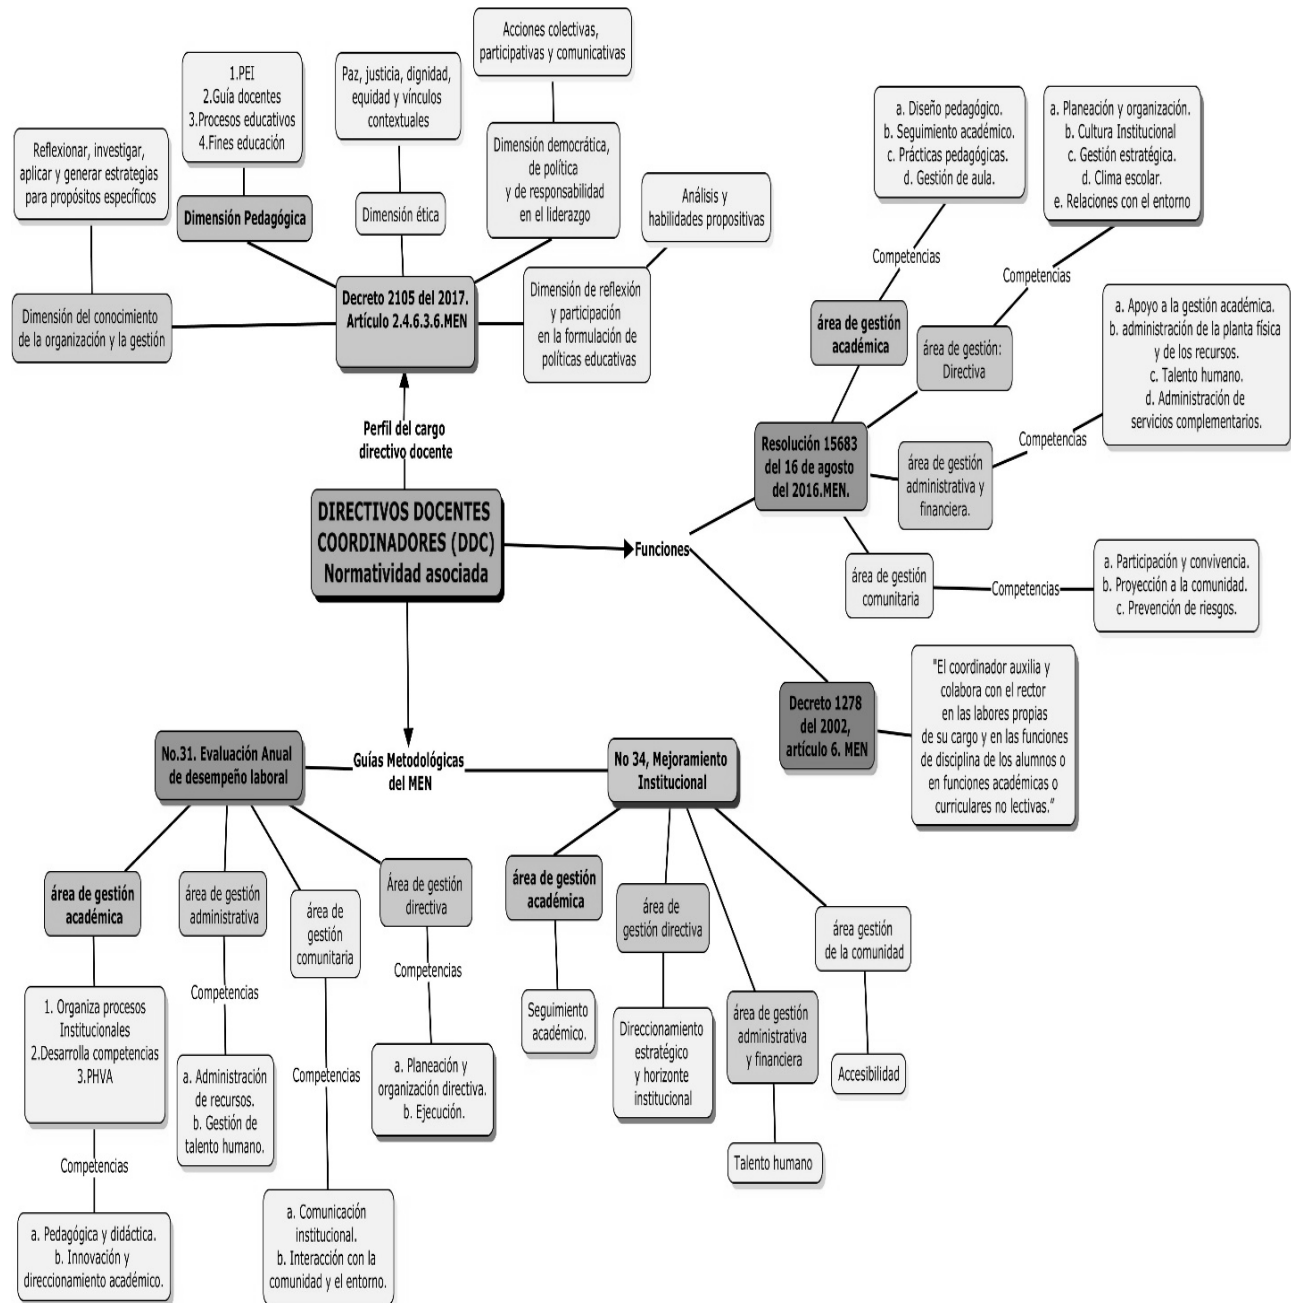 Acciones colectivas,
participativas y comunicativas
1.PEI
2.Guía docentes
3.Procesos educativos
4.Fines educación
Paz, justicia, dignidad,
equidad y vínculos
contextuales
Reflexionar, investigar,
aplicar y generar estrategias
para propósitos específicos
Dimensión Pedagógica
Dimensión ética
Dimensión democrática,
de política
y de responsabilidad
en el liderazgo
Análisis y
habilidades propositivas
Dimensión del conocimiento
de la organización y la gestión
Decreto 2105 del 2017.
Artículo 2.4.6.3.6.MEN
Dimensión de reflexión
y participación
en la formulación de
políticas educativas
Perfil del cargo
directivo docente
DIRECTIVOS DOCENTES
COORDINADORES (DDC)
Normatividad asociada
Funciones
a. Diseño pedagógico.
b. Seguimiento académico.
c. Prácticas pedagógicas.
d. Gestión de aula.
a. Planeación y organización.
b. Cultura Institucional
c. Gestión estratégica.
d. Clima escolar.
e. Relaciones con el entorno
Competencias
Competencias
área de gestión
académica
área de gestión:
Directiva
a. Apoyo a la gestión académica.
b. administración de la planta física
y de los recursos.
c. Talento humano.
d. Administración de
servicios complementarios.
Competencias
Resolución 15683
del 16 de agosto
del 2016.MEN.
área de gestión
administrativa y
financiera.
área de gestión
comunitaria
Competencias
a. Participación y convivencia.
b. Proyección a la comunidad.
c. Prevención de riesgos.
Decreto 1278
del 2002,
artículo 6. MEN
"El coordinador auxilia y
colabora con el rector
en las labores propias
de su cargo y en las funciones
de disciplina de los alumnos o
en funciones académicas o
curriculares no lectivas.”
No.31. Evaluación Anual
de desempeño laboral
Guías Metodológicas
del MEN
No 34, Mejoramiento
Institucional
área de gestión
académica
área de gestión
administrativa
área de
gestión
comunitaria
Área de gestión
directiva
Competencias
Competencias
1. Organiza procesos
Institucionales
2.Desarrolla competencias
3.PHVA
a. Administración
de recursos.
b. Gestión de
talento humano.
Competencias
a. Planeación y
organización directiva.
b. Ejecución.
Competencias
a. Pedagógica y didáctica.
b. Innovación y
direccionamiento académico.
a. Comunicación
institucional.
b. Interacción con la
comunidad y el entorno.
área de gestión
académica
área de
gestión directiva
área gestión
de la comunidad
Seguimiento
académico.
Direccionamiento
estratégico
y horizonte
institucional
área de gestión
administrativa
y financiera
Accesibilidad
Talento humano